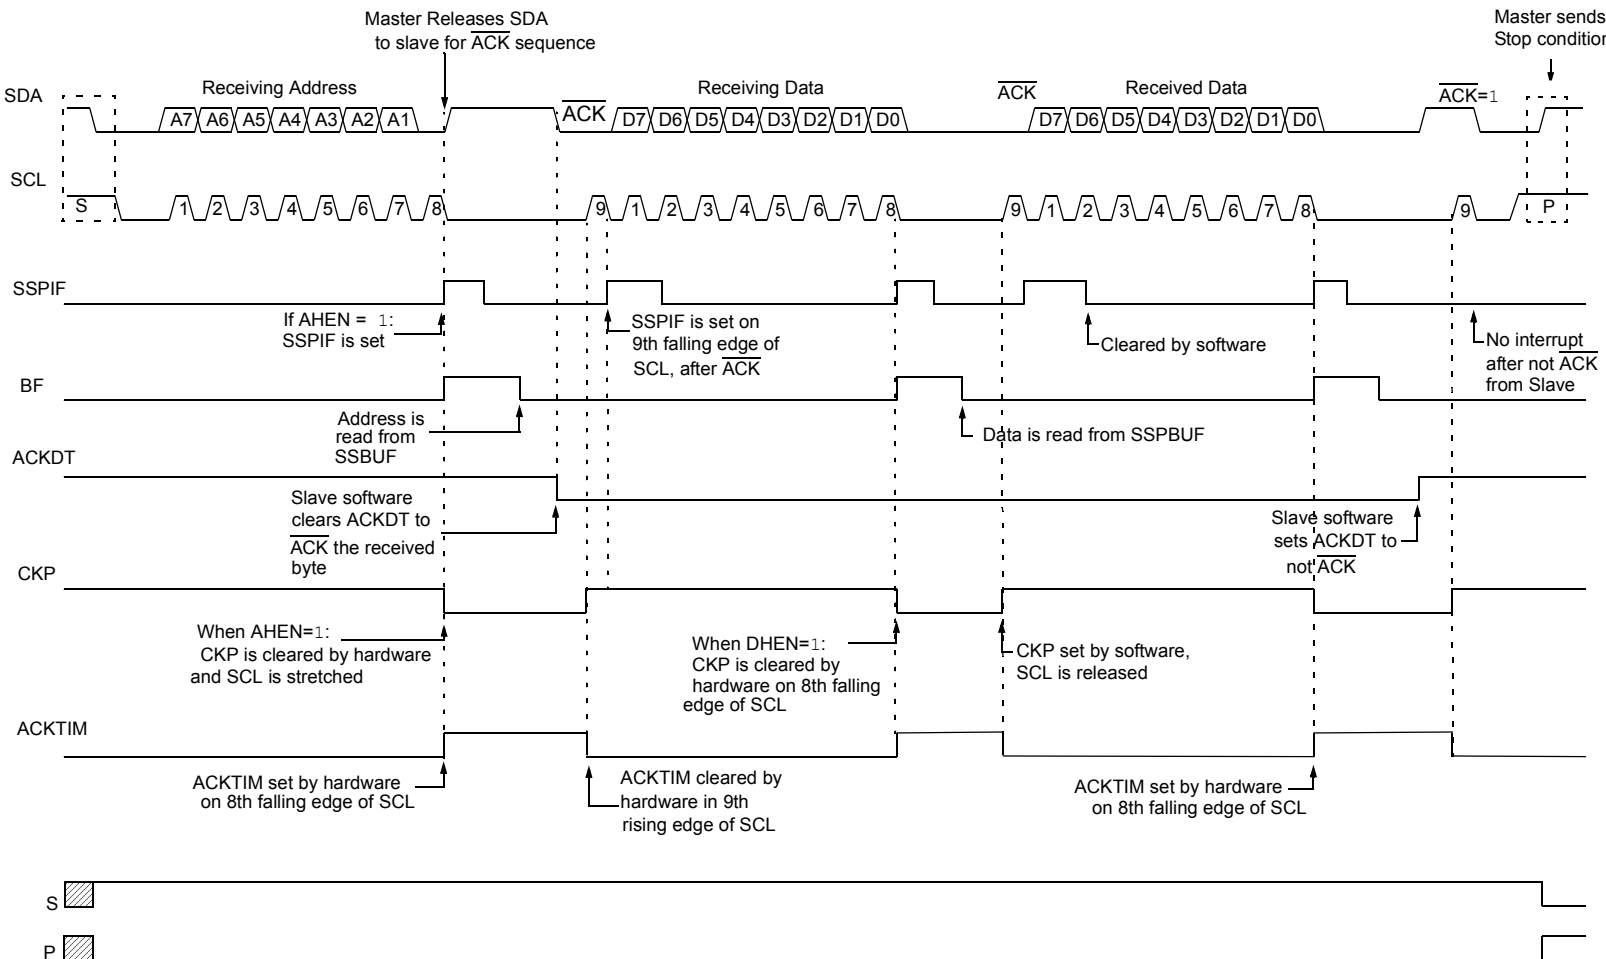 Master Releases SDA
to slave for ACK sequence
Master sends
Stop condition
SDA
Receiving Address
ACK
Receiving Data
ACK
Received Data
ACK=1
A7 A6 A5 A4 A3 A2 A1
D7 D6 D5 D4 D3 D2 D1 D0
D7 D6 D5 D4 D3 D2 D1 D0
SCL
S 1 2 3 4 5 6 7 8 9 1 2 3 4 5 6 7 8 9 1 2 3 4 5 6 7 8 9 P
SSPIF
If AHEN = 1:
SSPIF is set
SSPIF is set on
9th falling edge of
SCL, after ACK
Cleared by software
No interrupt
after not ACK
from Slave
BF
Address is
read from
SSBUF
Data is read from SSPBUF
ACKDT
Slave software
clears ACKDT to
ACK the received
byte
Slave software
sets ACKDT to
not ACK
CKP
When AHEN=1:
CKP is cleared by hardware
and SCL is stretched
When DHEN=1:
CKP is cleared by
hardware on 8th falling
edge of SCL
CKP set by software,
SCL is released
ACKTIM
ACKTIM set by hardware
on 8th falling edge of SCL
ACKTIM cleared by
hardware in 9th
rising edge of SCL
ACKTIM set by hardware
on 8th falling edge of SCL
S
P